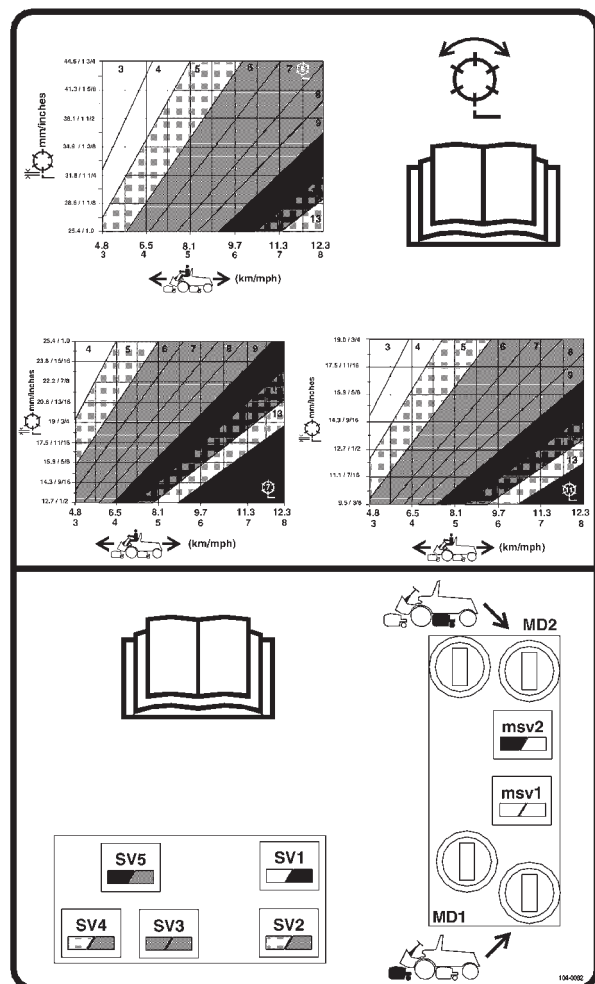 44.5 / 1 3/4
41.3 / 1 5/8
38.1 / 1 1/2
34.9 / 1 3/8
31.8 / 1 1/4
28.6 / 1 1/8
25.4 / 1.0
mm/inches
3 4 5 6 7
8
9
13
4.8 6.5 8.1 9.7 11.3 12.3
3 4 5 6 7 8
(km/mph)
25.4 / 1.0
23.8 / 15/16
22.2 / 7/8
20.6 / 13/16
19 / 3/4
17.5 / 11/16
15.9 / 5/8
14.3 / 9/16
12.7 / 1/2
mm/inches
4 5 6 7 8 9
13
7
4.8 6.5 8.1 9.7 11.3 12.3
3 4 5 6 7 8
(km/mph)
19.0 / 3/4
17.5 / 11/16
15.9 / 5/8
14.3 / 9/16
12.7 / 1/2
11.1 / 7/16
9.5 / 3/8
mm/inches
3 4 5 6 7
8
9
13
11
4.8 6.5 8.1 9.7 11.3 12.3
3 4 5 6 7 8
(km/mph)
MD2
msv2
msv1
MD1
SV5 SV1
SV4 SV3 SV2